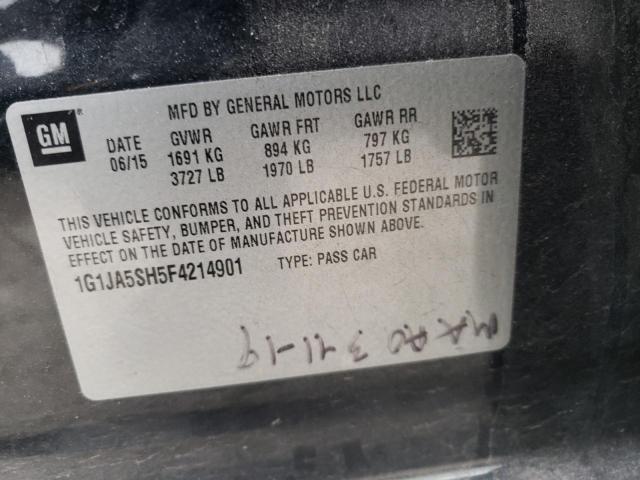 GM
MFD BY GENERAL MOTORS LLC
DATE GVWR GAWR FRT GAWR RR
06/15 1691 KG 894 KG 797 KG
3727 LB 1970 LB 1757 LB
THIS VEHICLE CONFORMS TO ALL APPLICABLE U.S. FEDERAL MOTOR
VEHICLE SAFETY, BUMPER, AND THEFT PREVENTION STANDARDS IN
EFFECT ON THE DATE OF MANUFACTURE SHOWN ABOVE.
1G1JA5SH5F4214901 TYPE: PASS CAR